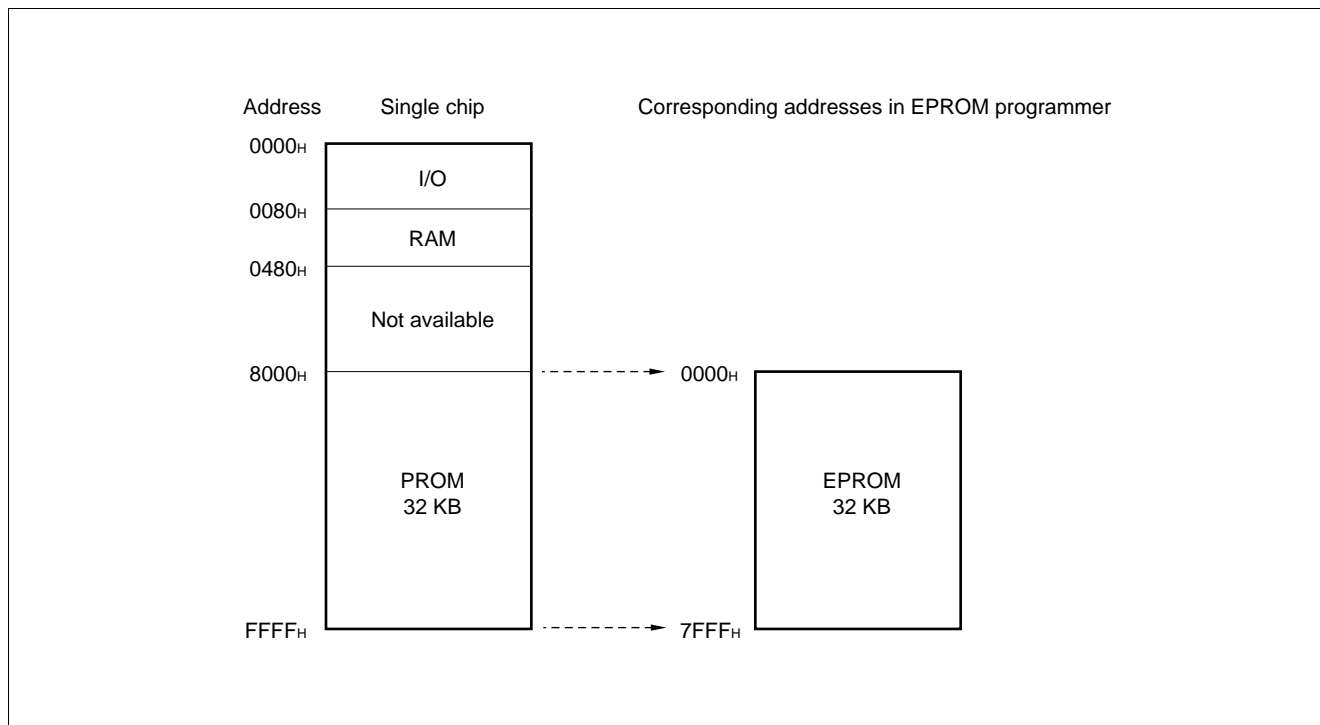 Address Single chip Corresponding addresses in EPROM programmer
0000H
I/O
0080H
RAM
0480H
Not available
8000H 0000H
PROM EPROM
32 KB 32 KB
FFFFH 7FFFH